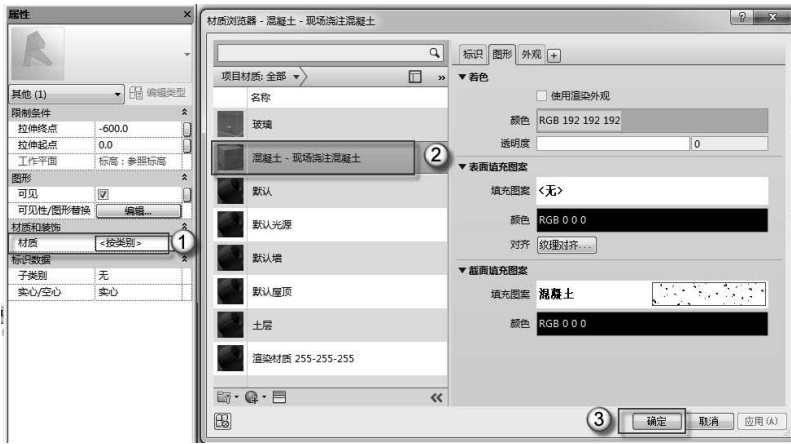 属性
其他 (1)
编辑类型
限制条件
拉伸终点 -600.0
拉伸起点 0.0
工作平面 标高：参照标高
图形
可见
可见性/图形替换 编辑...
材质和装饰
材质 <按类别>
①
标识数据
子类别 无
实心/空心 实心
材质浏览器 - 混凝土 - 现场浇注混凝土
项目材质: 全部
名称
玻璃
混凝土 - 现场浇注混凝土
②
默认
默认光源
默认墙
默认屋顶
土层
渲染材质 255-255-255
标识 图形 外观
▼着色
使用渲染外观
颜色 RGB 192 192 192
透明度 0
▼表面填充图案
填充图案 <无>
颜色 RGB 0 0 0
对齐 纹理对齐...
▼截面填充图案
填充图案 混凝土
颜色 RGB 0 0 0
③
确定 取消 应用(A)